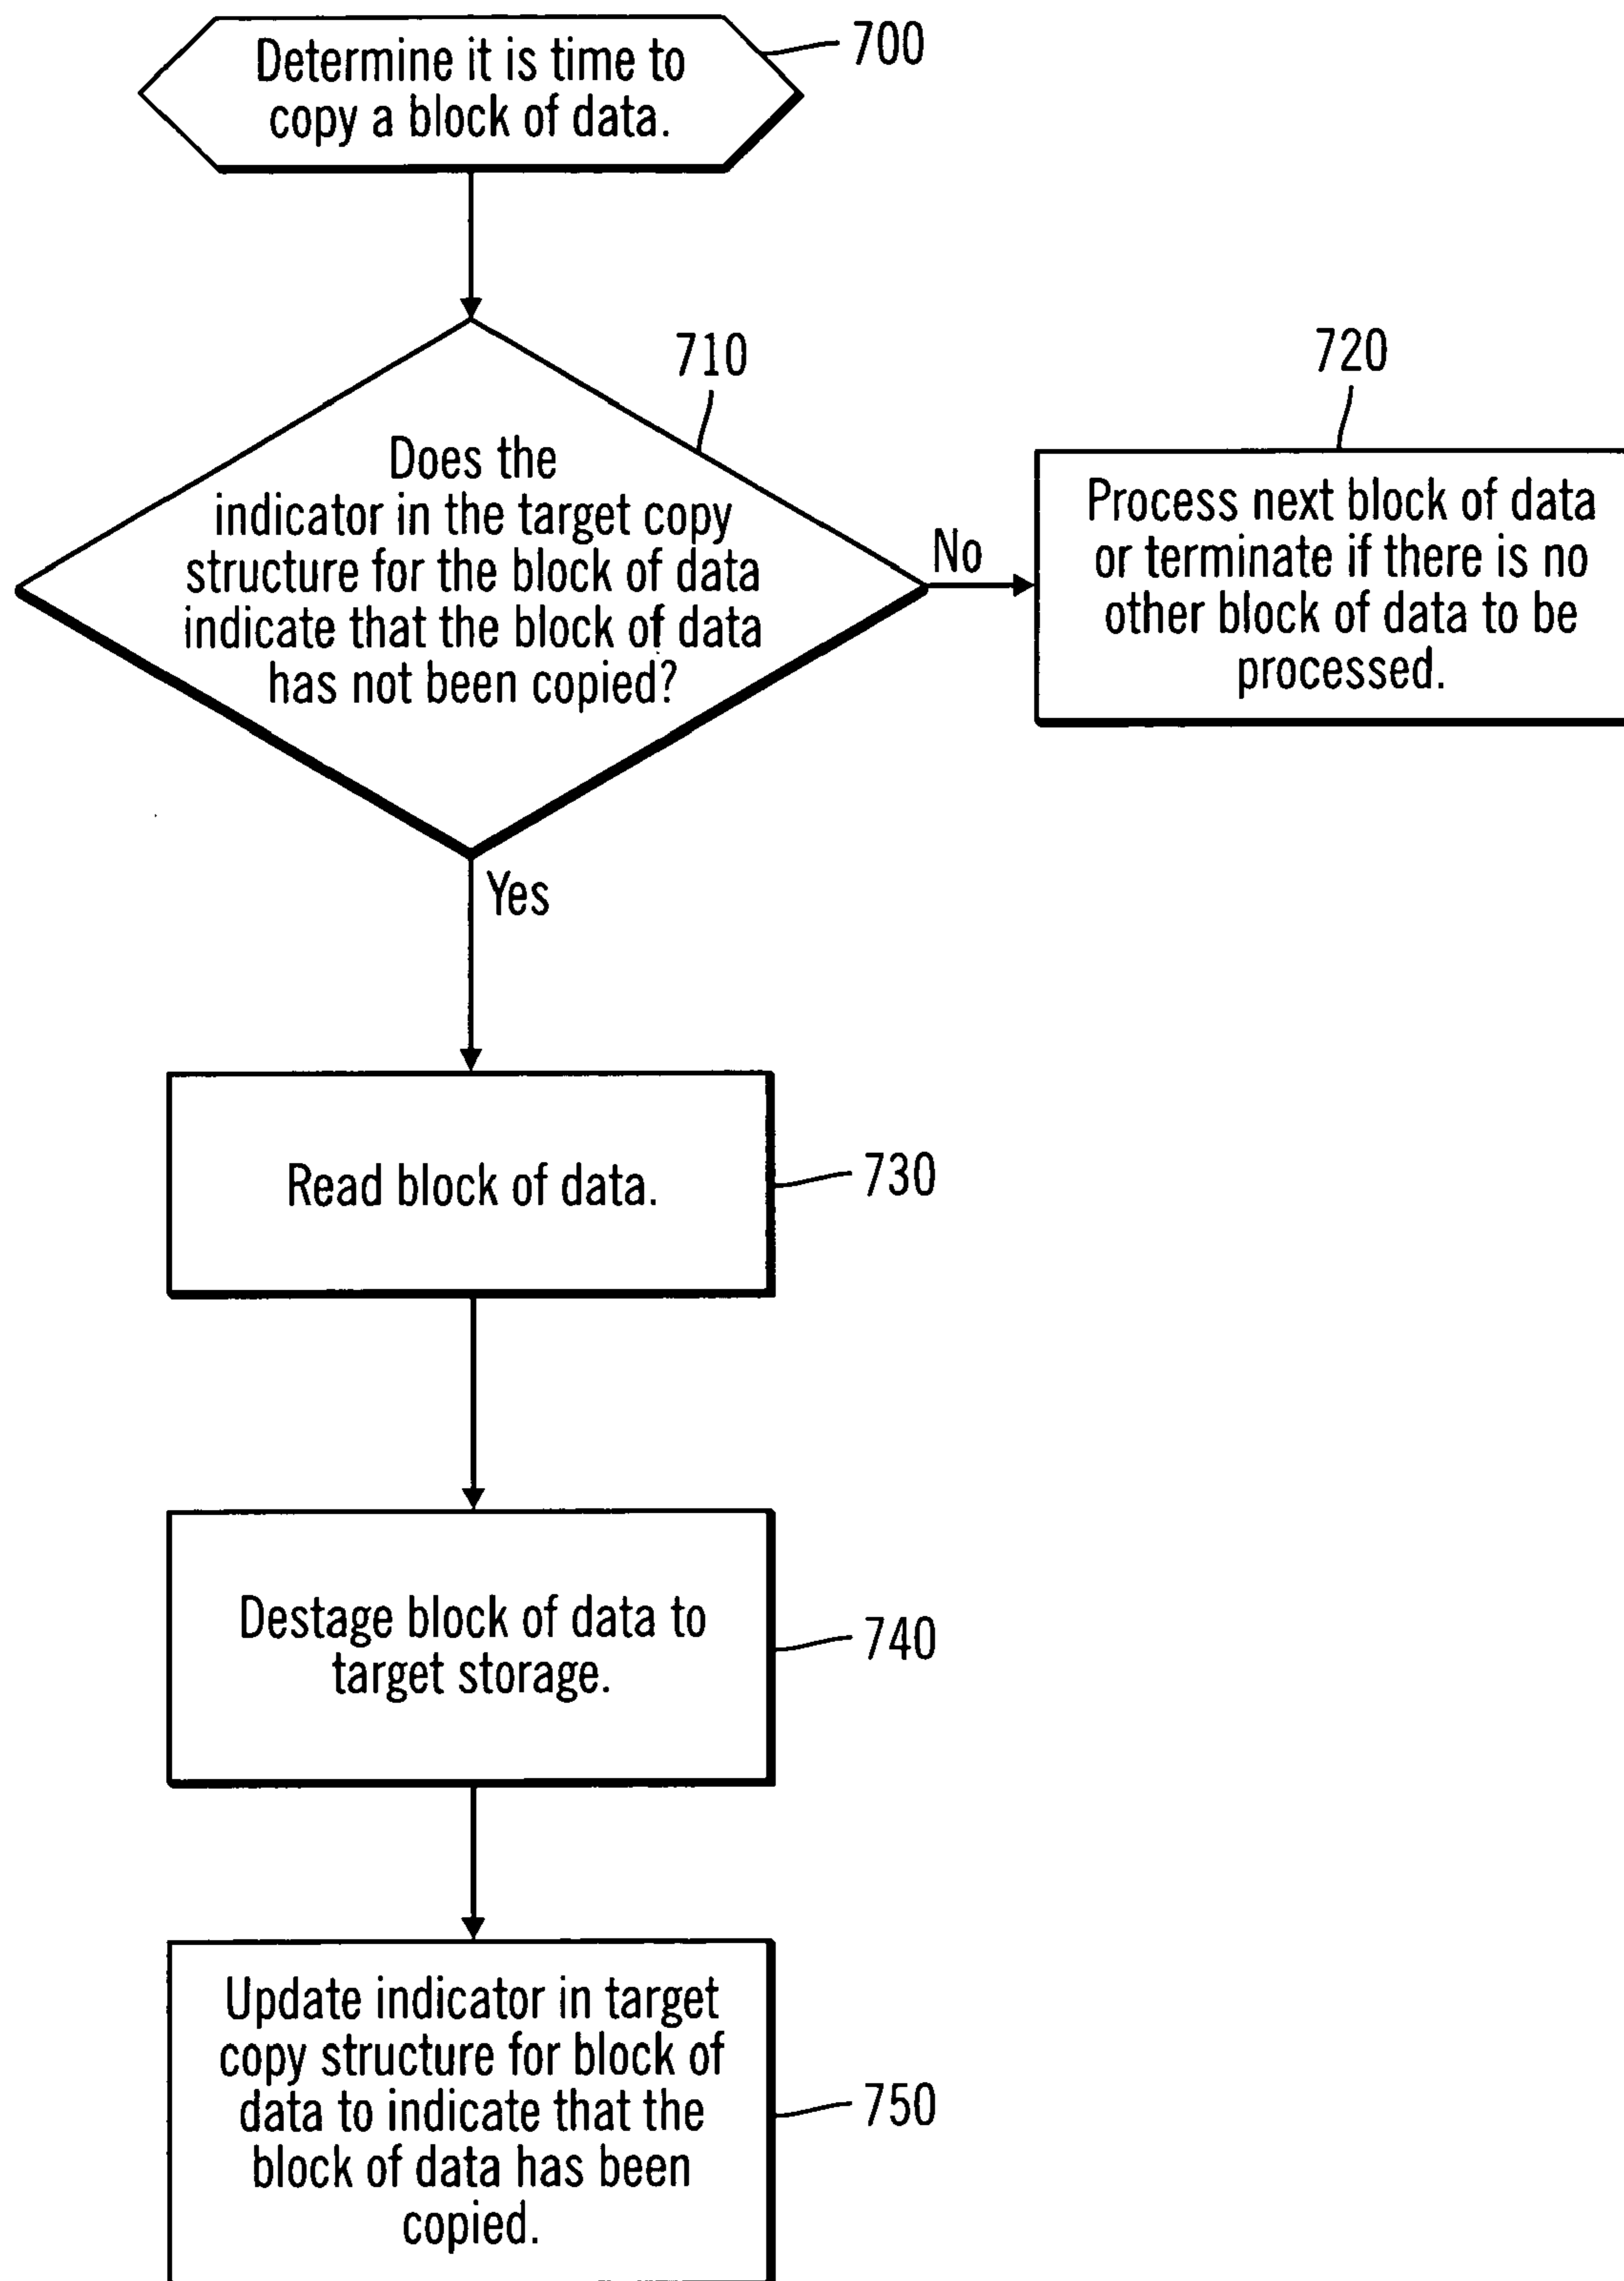 Determine it is time to
copy a block of data.
700
710
Does the
indicator in the target copy
structure for the block of data
indicate that the block of data
has not been copied?
No
720
Process next block of data
or terminate if there is no
other block of data to be
processed.
Yes
Read block of data.
730
Destage block of data to
target storage.
740
Update indicator in target
copy structure for block of
data to indicate that the
block of data has been
copied.
750